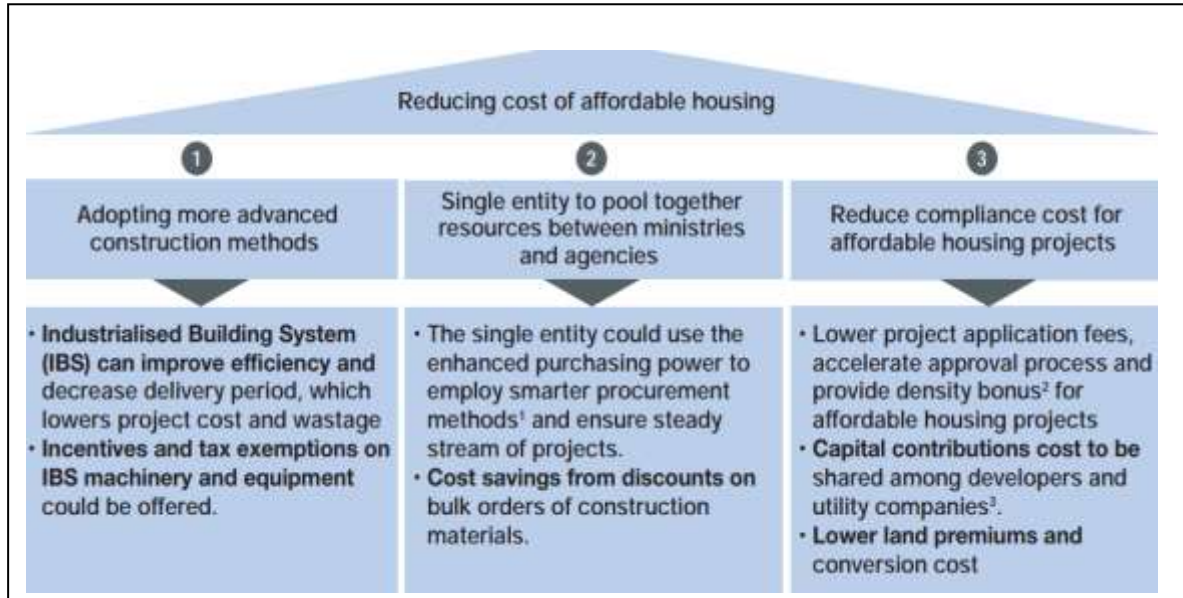 Reducing cost of affordable housing
1
Adopting more advanced
construction methods
• Industrialised Building System
(IBS) can improve efficiency and
decrease delivery period, which
lowers project cost and wastage
• Incentives and tax exemptions on
IBS machinery and equipment
could be offered.
2
Single entity to pool together
resources between ministries
and agencies
• The single entity could use the
enhanced purchasing power to
employ smarter procurement
methods¹ and ensure steady
stream of projects.
• Cost savings from discounts on
bulk orders of construction
materials.
3
Reduce compliance cost for
affordable housing projects
• Lower project application fees,
accelerate approval process and
provide density bonus² for
affordable housing projects
• Capital contributions cost to be
shared among developers and
utility companies³.
• Lower land premiums and
conversion cost